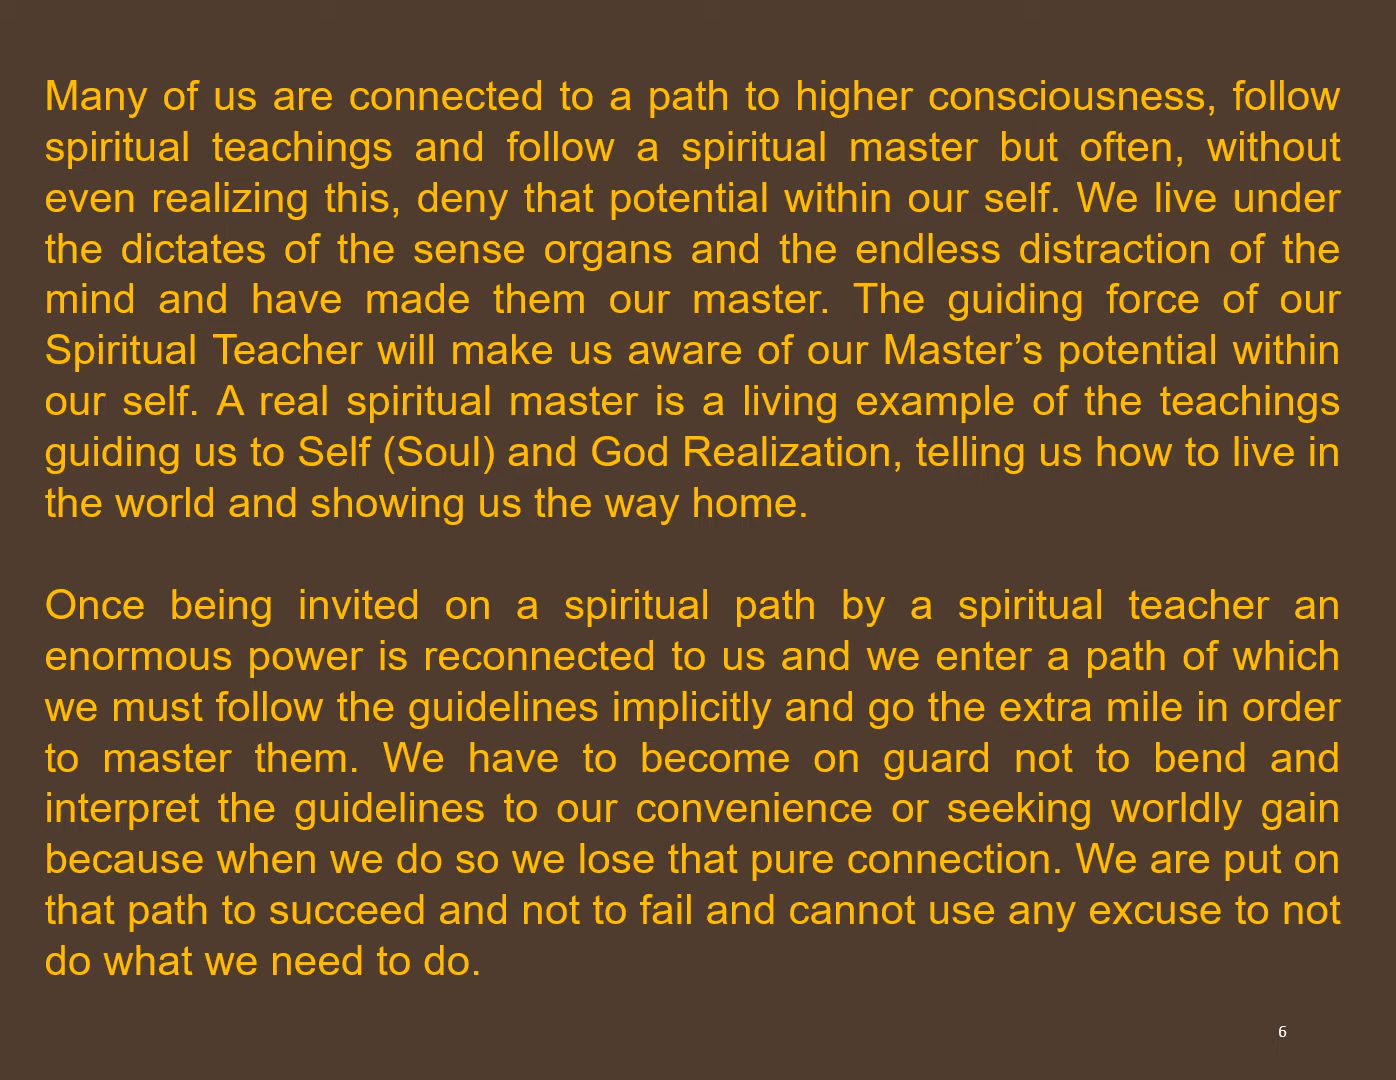 Many of us are connected to a path to higher consciousness, follow
spiritual teachings and follow a spiritual master but often, without
even realizing this, deny that potential within our self. We live under
the dictates of the sense organs and the endless distraction of the
mind and have made them our master. The guiding force of our
Spiritual Teacher will make us aware of our Master’s potential within
our self. A real spiritual master is a living example of the teachings
guiding us to Self (Soul) and God Realization, telling us how to live in
the world and showing us the way home.
Once being invited on a spiritual path by a spiritual teacher an
enormous power is reconnected to us and we enter a path of which
we must follow the guidelines implicitly and go the extra mile in order
to master them. We have to become on guard not to bend and
interpret the guidelines to our convenience or seeking worldly gain
because when we do so we lose that pure connection. We are put on
that path to succeed and not to fail and cannot use any excuse to not
do what we need to do.
6